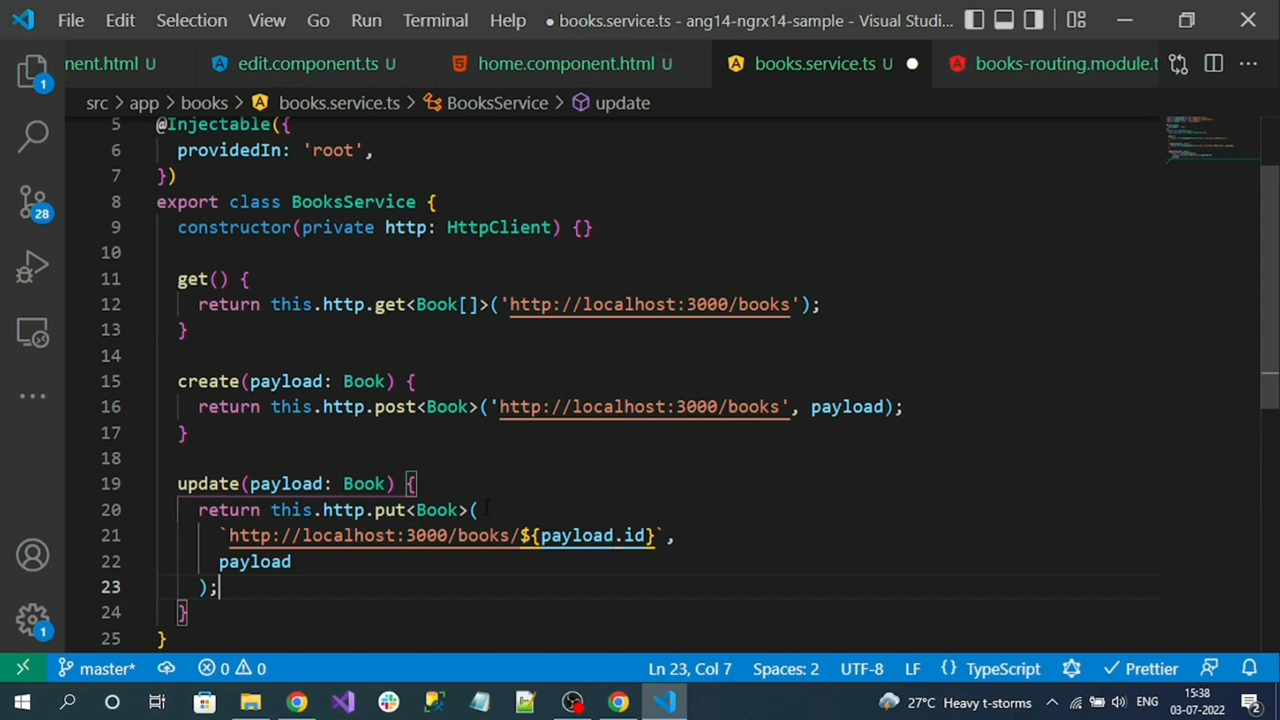 File Edit Selection View Go Run Terminal Help ● books.service.ts - ang14-ngrx14-sample - Visual Studi...
nent.html U edit.component.ts U home.component.html U books.service.ts U ● books-routing.module.t
src > app > books > books.service.ts > BooksService > update
5 @Injectable({
6 providedIn: 'root',
7 })
8 export class BooksService {
9 constructor(private http: HttpClient) {}
10
11 get() {
12 return this.http.get<Book[]>('http://localhost:3000/books');
13 }
14
15 create(payload: Book) {
16 return this.http.post<Book>('http://localhost:3000/books', payload);
17 }
18
19 update(payload: Book) {
20 return this.http.put<Book>(
21 `http://localhost:3000/books/${payload.id}`,
22 payload
23 );
24 }
25 }
1
28
1
master* 0 0 Ln 23, Col 7 Spaces: 2 UTF-8 LF {} TypeScript Prettier
27°C Heavy t-storms ENG 15:38
03-07-2022 2